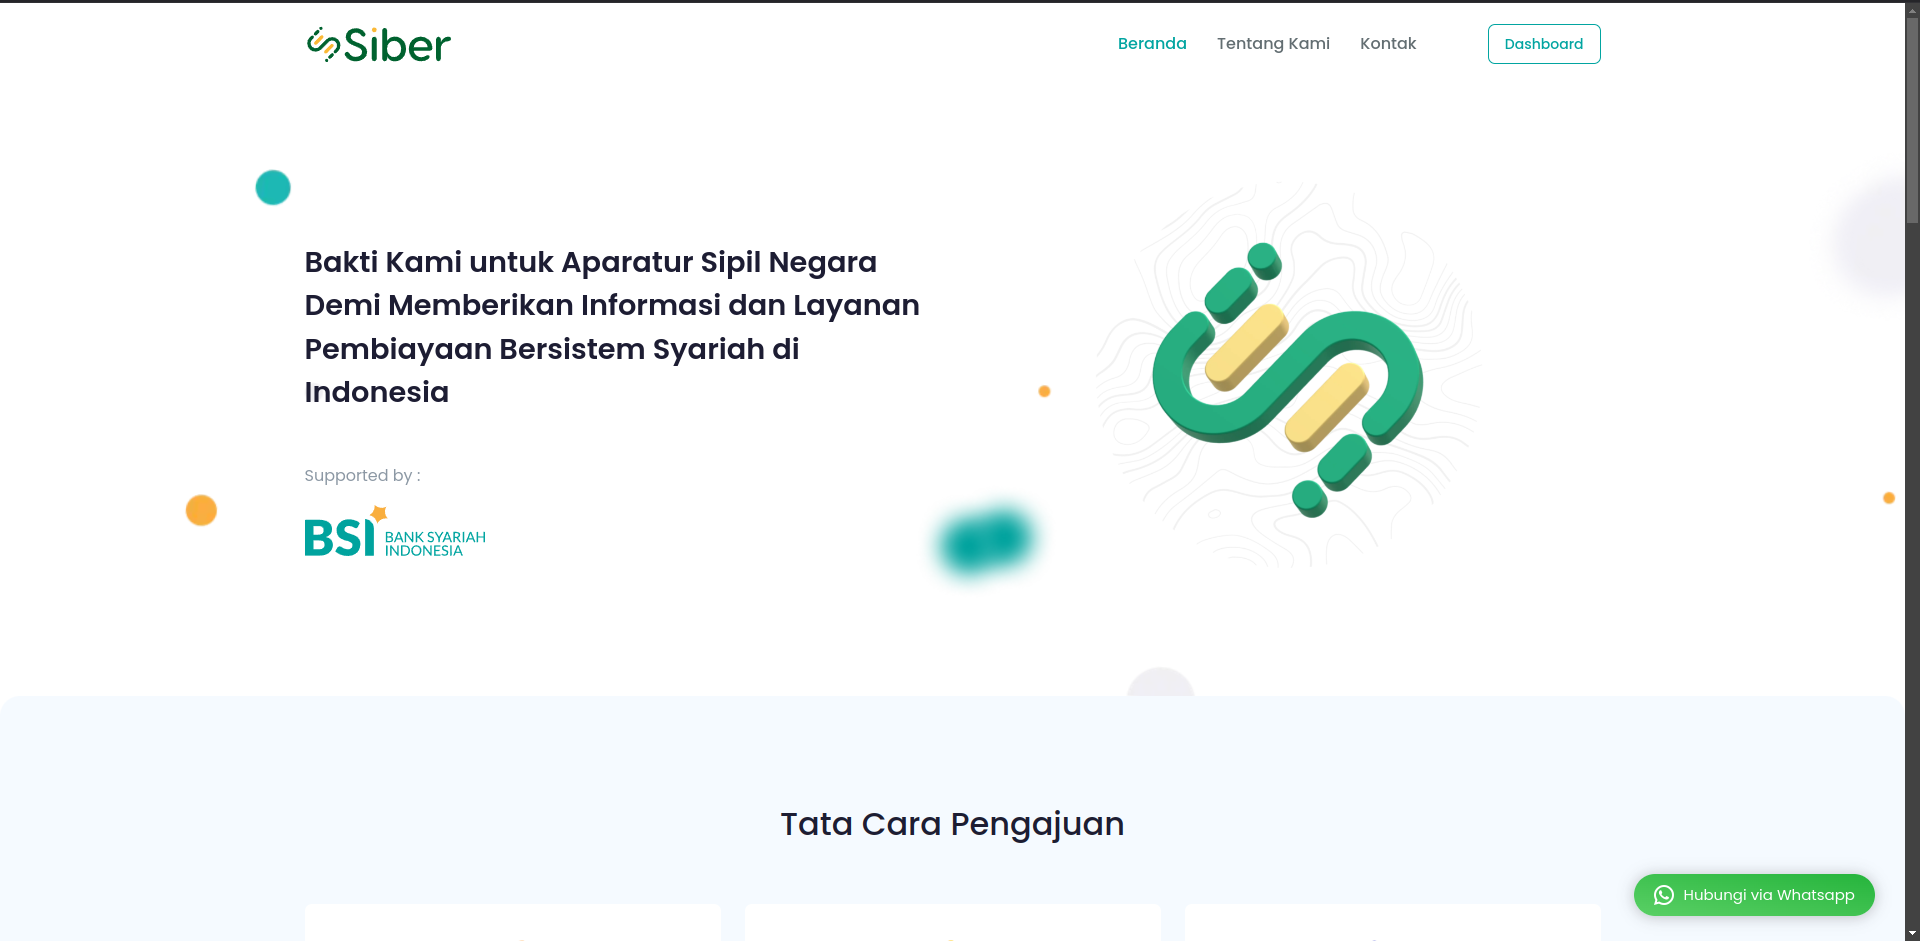 Siber
Beranda
Tentang Kami
Kontak
Dashboard
Bakti Kami untuk Aparatur Sipil Negara
Demi Memberikan Informasi dan Layanan
Pembiayaan Bersistem Syariah di
Indonesia
Supported by :
BSI
BANK SYARIAH
INDONESIA
Tata Cara Pengajuan
Hubungi via Whatsapp